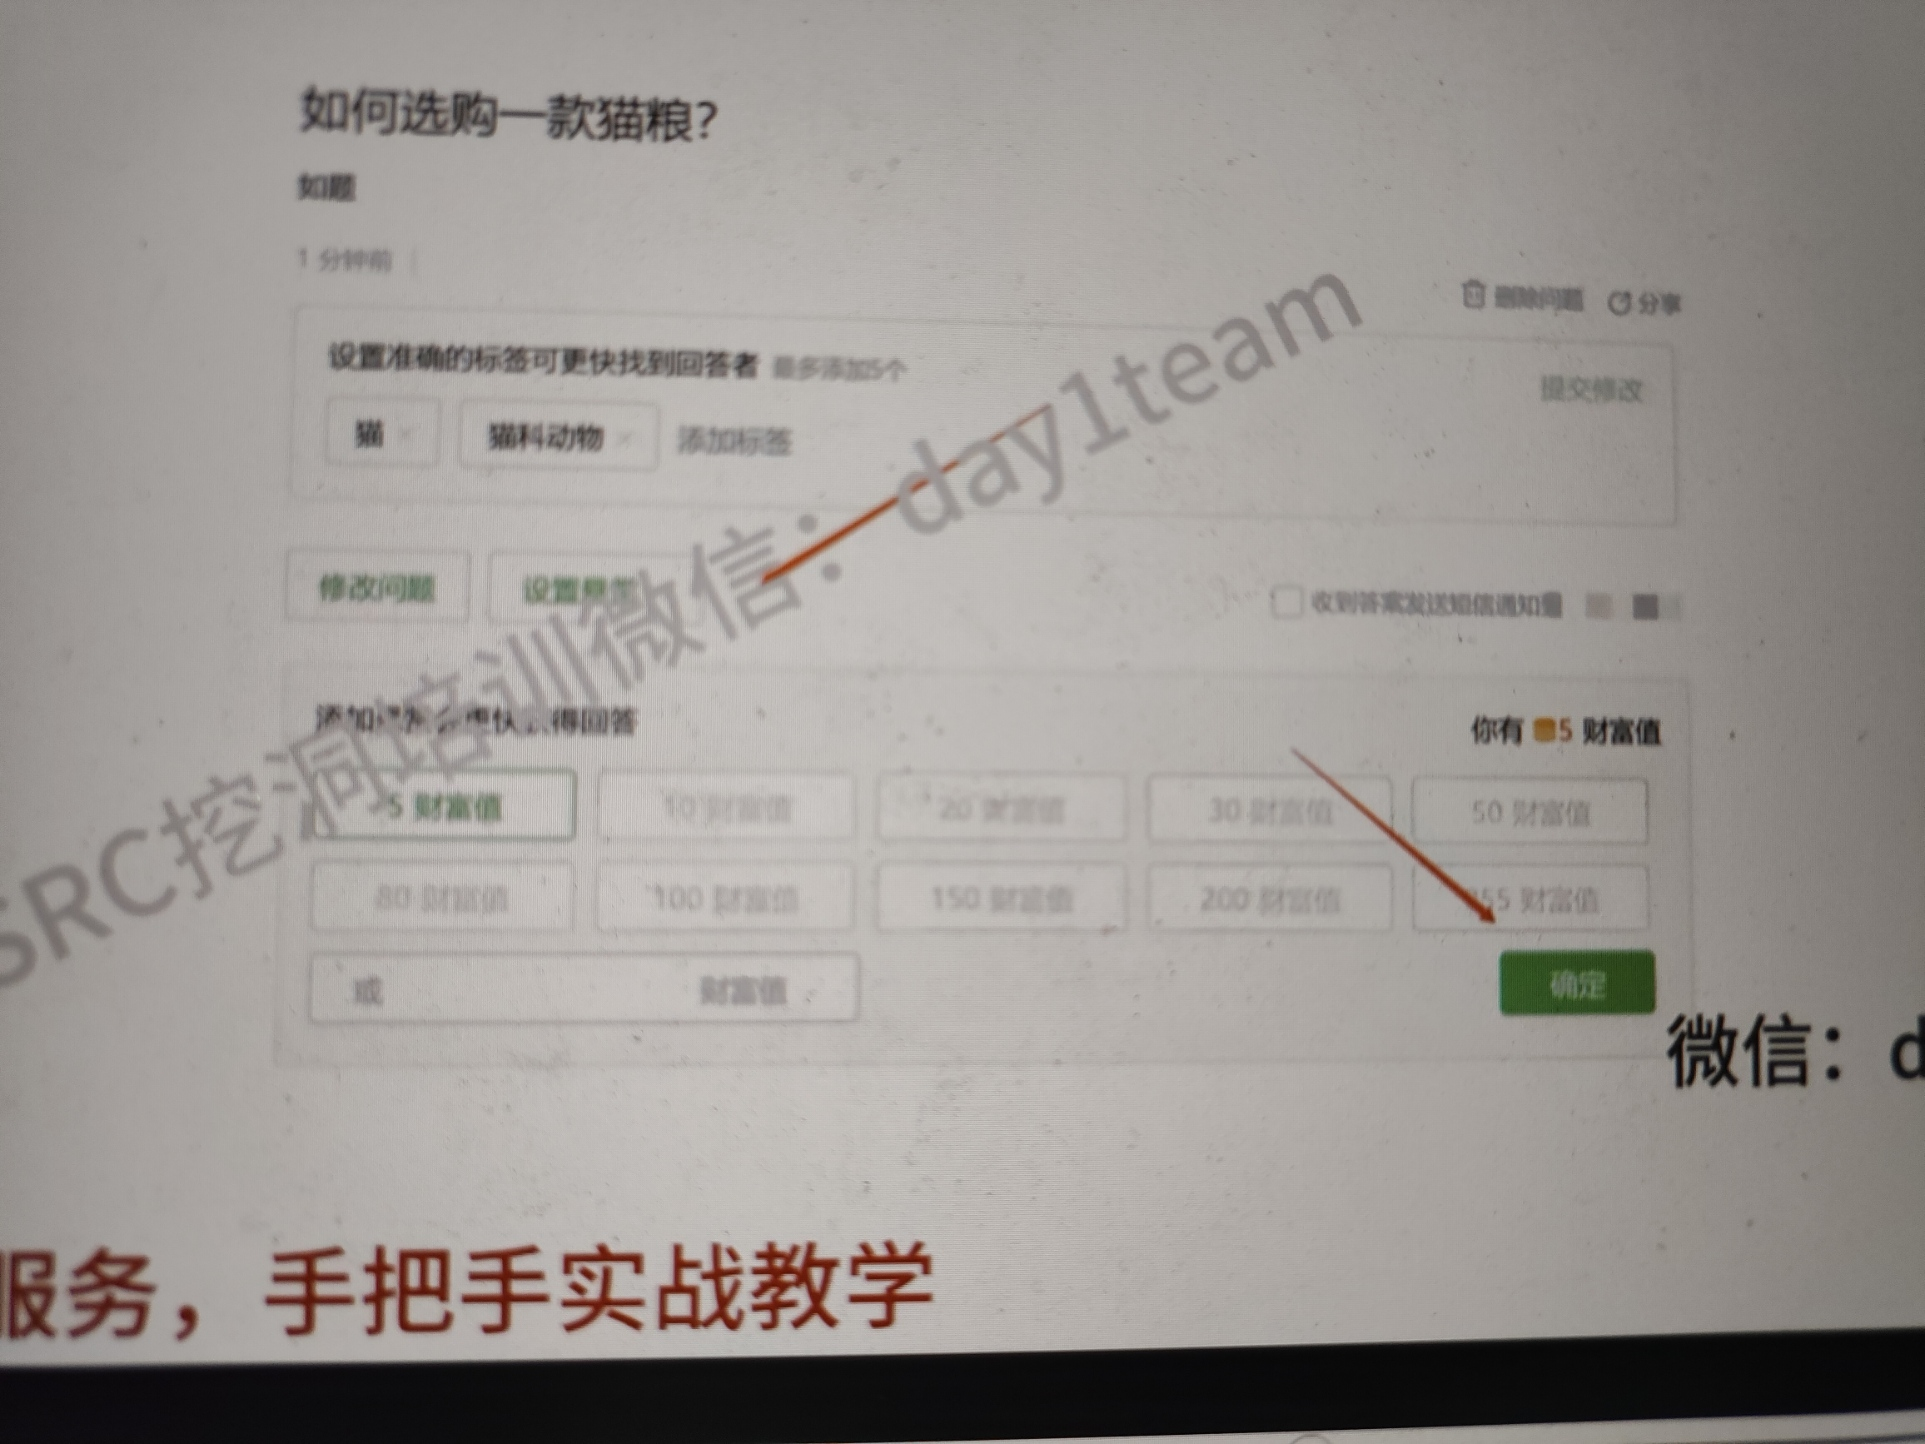 如何选购一款猫粮?
如题
1 分钟前
删除问题 分享
设置准确的标签可更快找到回答者 最多添加5个
提交修改
猫 × 猫科动物 × 添加标签
修改问题 设置悬赏
收到答案发送短信通知
添加 更快 得回答
你有 5 财富值
5 财富值 10 财富值 20 财富值 30 财富值 50 财富值
80 财富值 100 财富值 150 财富值 200 财富值 55 财富值
或 财富值
确定
SRC挖洞培训微信：day1team
微信：d
服务，手把手实战教学